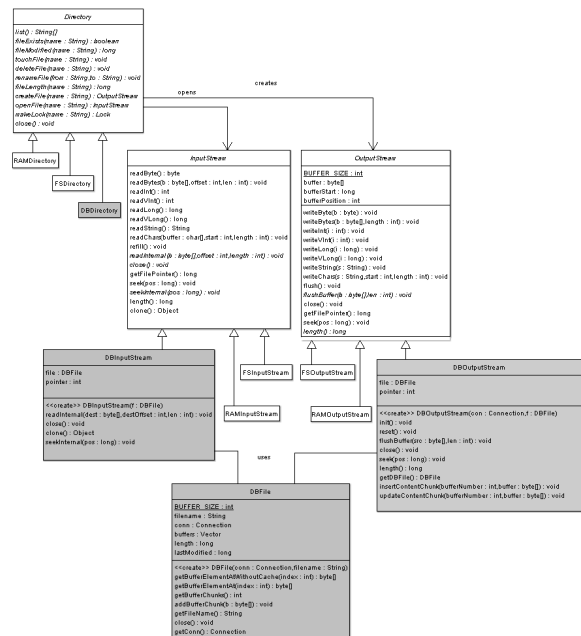 Directory
list() : String[]
fileExists(name : String) : boolean
fileModified(name : String) : long
touchFile(name : String) : void
deleteFile(name : String) : void
renameFile(from : String,to : String) : void
fileLength(name : String) : long
createFile(name : String) : OutputStream
openFile(name : String) : InputStream
makeLock(name : String) : Lock
close() : void
creates
opens
RAMDirectory
FSDirectory
DBDirectory
InputStream
readByte() : byte
readBytes(b : byte[],offset : int,len : int) : void
readInt() : int
readVInt() : int
readLong() : long
readVLong() : long
readString() : String
readChars(buffer : char[],start : int,length : int) : void
refill() : void
readInternal(b : byte[],offset : int,length : int) : void
close() : void
getFilePointer() : long
seek(pos : long) : void
seekInternal(pos : long) : void
length() : long
clone() : Object
OutputStream
BUFFER_SIZE : int
buffer : byte[]
bufferStart : long
bufferPosition : int
writeByte(b : byte) : void
writeBytes(b : byte[],length : int) : void
writeInt(i : int) : void
writeVInt(i : int) : void
writeLong(i : long) : void
writeVLong(i : long) : void
writeString(s : String) : void
writeChars(s : String,start : int,length : int) : void
flush() : void
flushBuffer(b : byte[],len : int) : void
close() : void
getFilePointer() : long
seek(pos : long) : void
length() : long
FSInputStream
RAMInputStream
FSOutputStream
RAMOutputStream
DBInputStream
file : DBFile
pointer : int
<<create>> DBInputStream(f : DBFile)
readInternal(dest : byte[],destOffset : int,len : int) : void
close() : void
clone() : Object
seekInternal(pos : long) : void
DBOutputStream
file : DBFile
pointer : int
<<create>> DBOutputStream(con : Connection,f : DBFile)
init() : void
reset() : void
flushBuffer(src : byte[],len : int) : void
close() : void
seek(pos : long) : void
length() : long
getDBFile() : DBFile
insertContentChunk(bufferNumber : int,buffer : byte[]) : void
updateContentChunk(bufferNumber : int,buffer : byte[]) : void
uses
DBFile
BUFFER_SIZE : int
filename : String
conn : Connection
buffers : Vector
length : long
lastModified : long
<<create>> DBFile(conn : Connection,filename : String)
getBufferElementAtWithoutCache(index : int) : byte[]
getBufferElementAt(index : int) : byte[]
getBufferChunks() : int
addBufferChunk(b : byte[]) : void
getFileName() : String
close() : void
getConn() : Connection